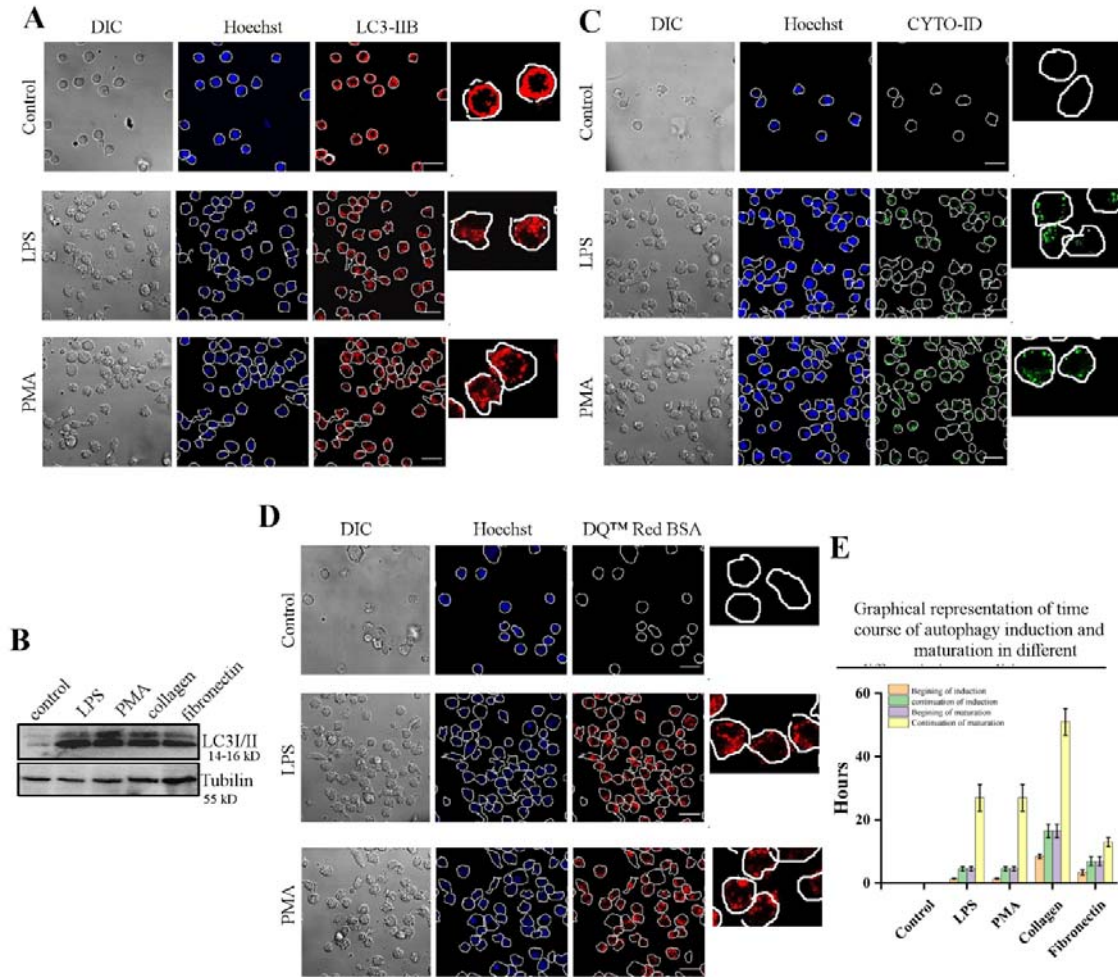 A
DIC Hoechst LC3-IIB
Control
LPS
PMA
C
DIC Hoechst CYTO-ID
Control
LPS
PMA
B
control LPS PMA collagen fibronectin
LC3I/II
14-16 kD
Tubilin
55 kD
D
DIC Hoechst DQ™ Red BSA
Control
LPS
PMA
E
Graphical representation of time
course of autophagy induction and
maturation in different
Begining of induction
continuation of induction
Begining of maturation
Continuation of maturation
60
40
20
0
Hours
Control LPS PMA Collagen Fibronectin